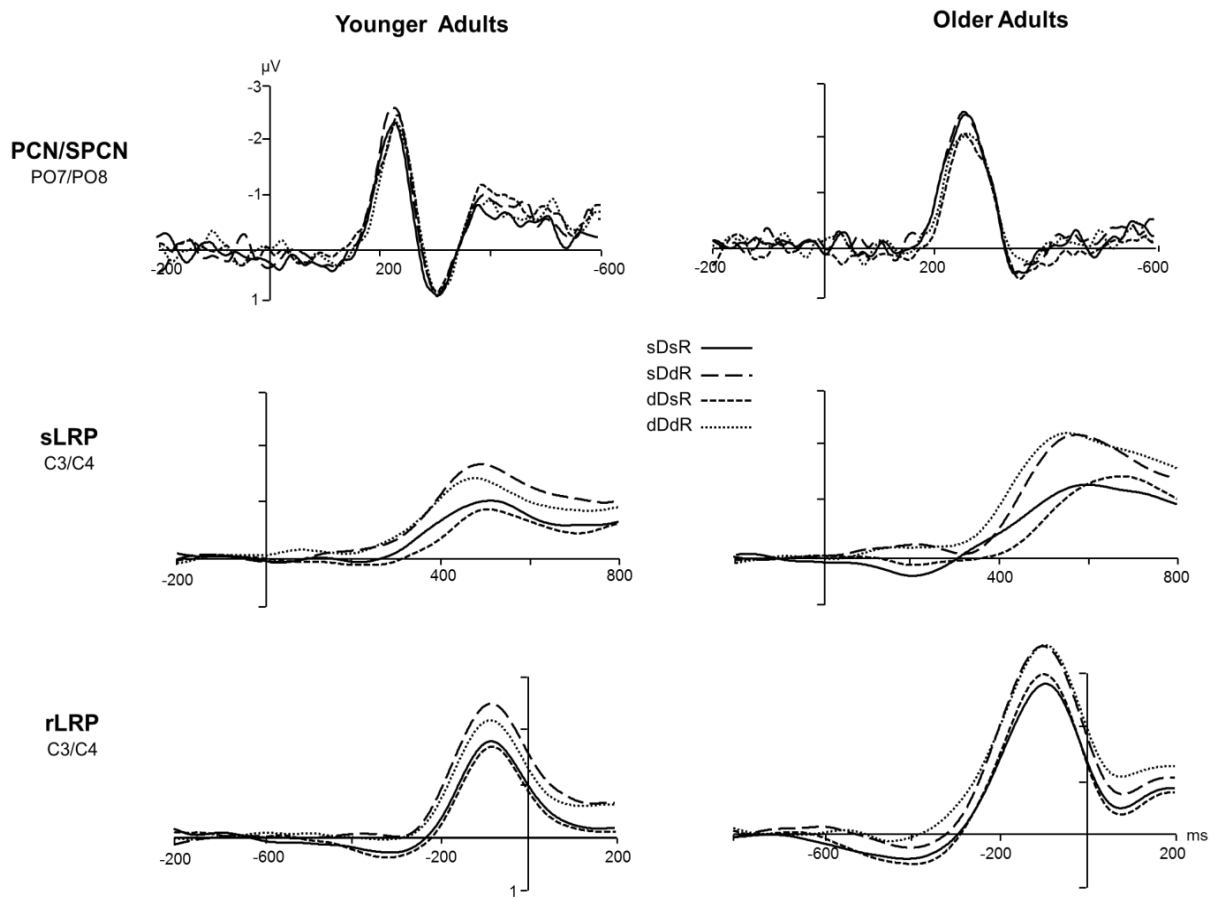 Younger Adults
Older Adults
µV
-3
-2
-1
1
PCN/SPCN
PO7/PO8
-200
200
-600
-200
200
-600
sDsR
sDdR
dDsR
dDdR
sLRP
C3/C4
-200
400
800
400
800
rLRP
C3/C4
-200
-600
-200
200
1
-600
-200
200
ms